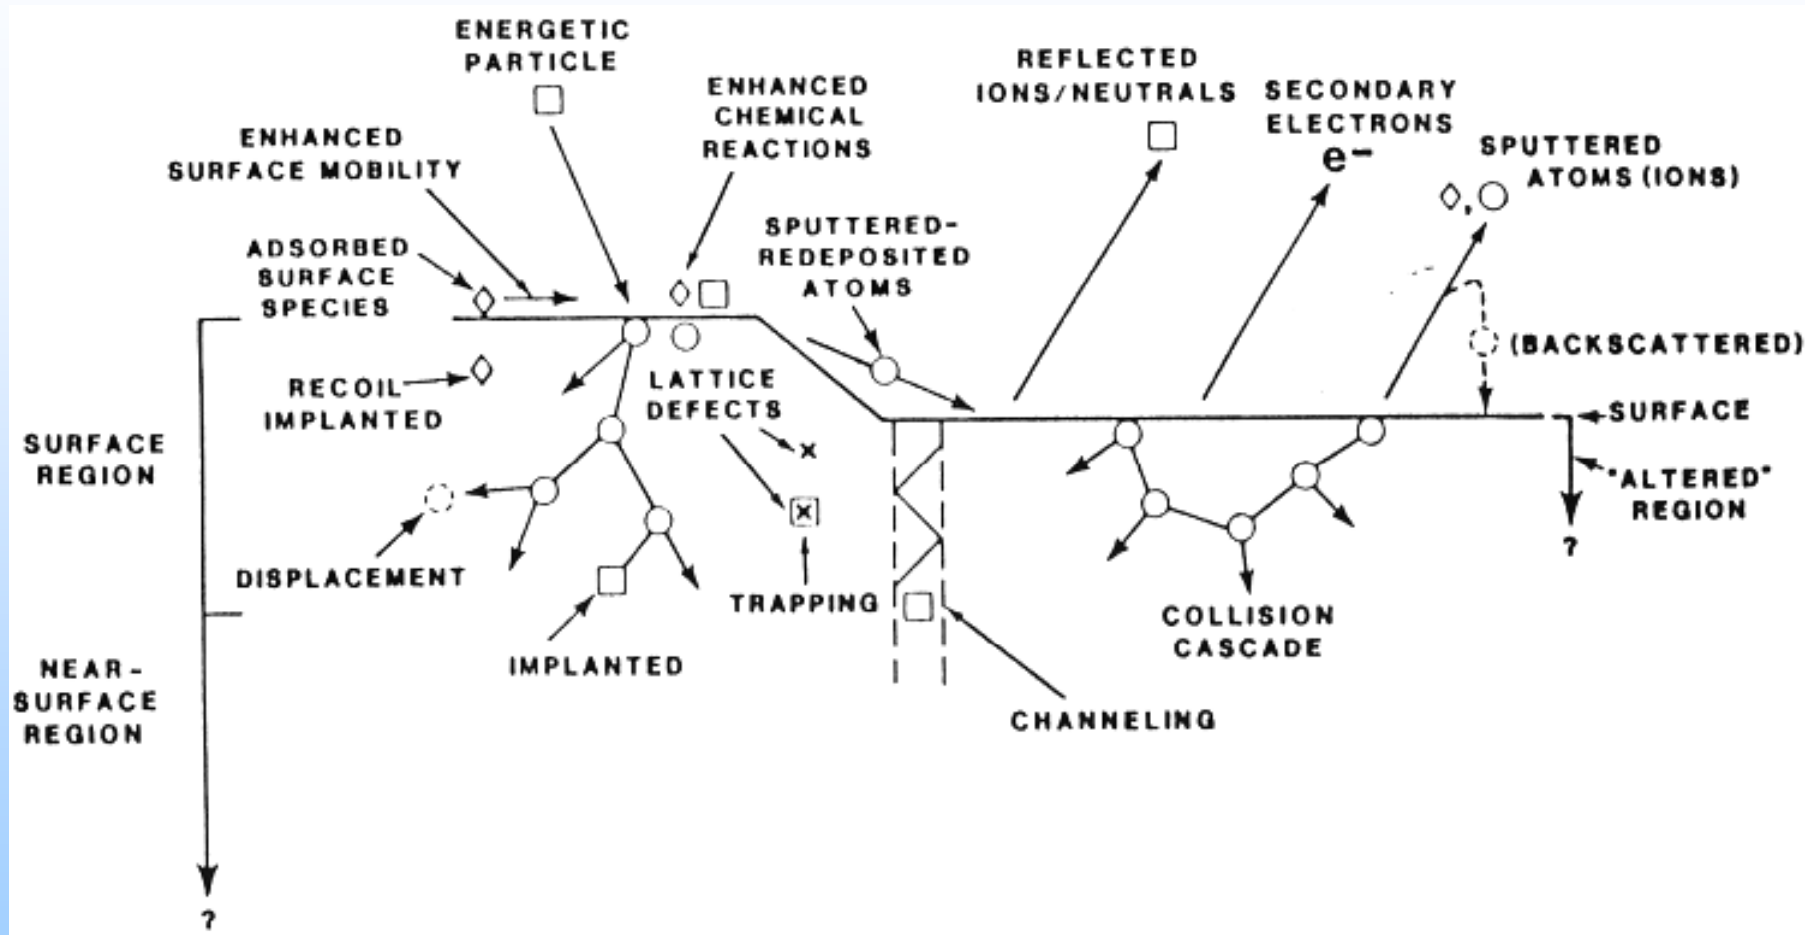 ENERGETIC
PARTICLE
ENHANCED
CHEMICAL
REACTIONS
REFLECTED
IONS/NEUTRALS
SECONDARY
ELECTRONS
e-
SPUTTERED
ATOMS (IONS)
ENHANCED
SURFACE MOBILITY
ADSORBED
SURFACE
SPECIES
SPUTTERED-
REDEPOSITED
ATOMS
(BACKSCATTERED)
RECOIL
IMPLANTED
LATTICE
DEFECTS
SURFACE
"ALTERED"
REGION
?
SURFACE
REGION
DISPLACEMENT
IMPLANTED
TRAPPING
CHANNELING
COLLISION
CASCADE
NEAR-
SURFACE
REGION
?